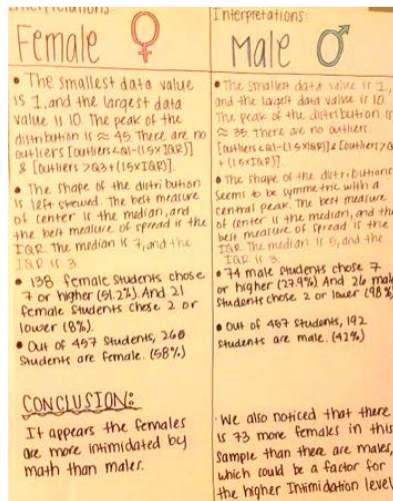 Interpretations:
Female ♀
• The smallest data value
is 1, and the largest data
value is 10. The peak of the
distribution is ≈ 45. There are no
outliers [outliers<Q1-(1.5×IQR)]
& [outliers >Q3+(1.5×IQR)].
• The shape of the distribution
is left skewed. The best measure
of center is the median, and
the best measure of spread is the
IQR. The median is 7, and the
IQR is 3.
• 138 female students chose
7 or higher (51.2%). And 21
female students chose 2 or
lower (8%).
• Out of 457 students, 268
students are female. (58%)
CONCLUSION:
It appears the females
are more intimidated by
math than males.
Interpretations:
Male ♂
• The smallest data value is 1,
and the largest data value is 10.
The peak of the distribution is
≈ 35. There are no outliers.
[outliers<Q1-(1.5×IQR)] & [outliers>Q3
+(1.5×IQR)]
• The shape of the distributions
seems to be symmetric with a
central peak. The best measure
of center is the median, and the
best measure of spread is the
IQR. The median is 5, and the
IQR is 3.
• 74 male students chose 7
or higher (27.9%). And 26 male
students chose 2 or lower (9.8%)
• Out of 457 students, 192
students are male. (42%)
· We also noticed that there
is 73 more females in this
sample than there are males,
which could be a factor for
the higher intimidation level